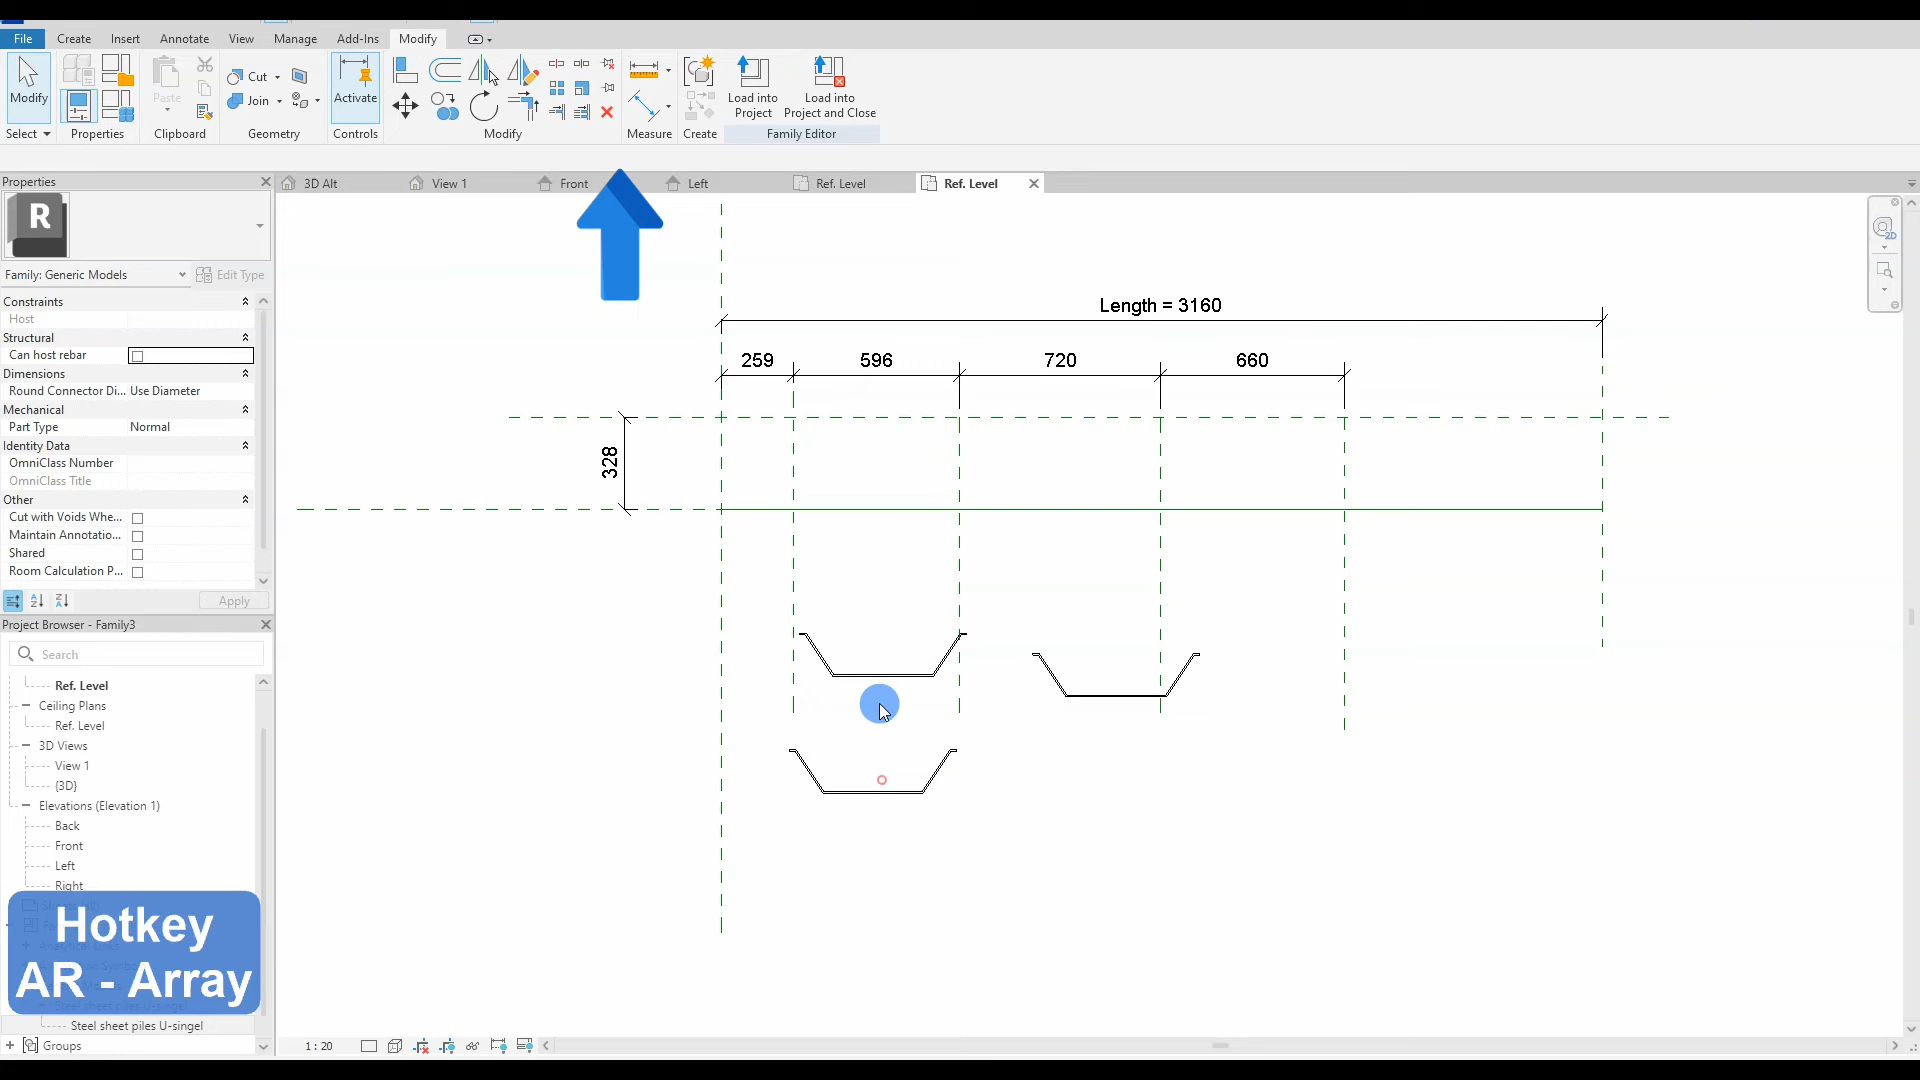 File
Create
Insert
Annotate
View
Manage
Add-Ins
Modify
Modify
Paste
Cut
Join
Activate
Load into
Project
Load into
Project and Close
Select
Properties
Clipboard
Geometry
Controls
Modify
Measure
Create
Family Editor
Properties
3D Alt
View 1
Front
Left
Ref. Level
Ref. Level
R
2D
Family: Generic Models
Edit Type
Constraints
Host
Structural
Can host rebar
Dimensions
Round Connector Di... Use Diameter
Mechanical
Part Type Normal
Identity Data
OmniClass Number
OmniClass Title
Other
Cut with Voids Whe...
Maintain Annotatio...
Shared
Room Calculation P...
Apply
Project Browser - Family3
Search
Ref. Level
Ceiling Plans
Ref. Level
3D Views
View 1
{3D}
Elevations (Elevation 1)
Back
Front
Left
Right
Hotkey
AR - Array
Steel sheet piles U-singel
Steel sheet piles U-singel
Groups
Length = 3160
259
596
720
660
328
1 : 20